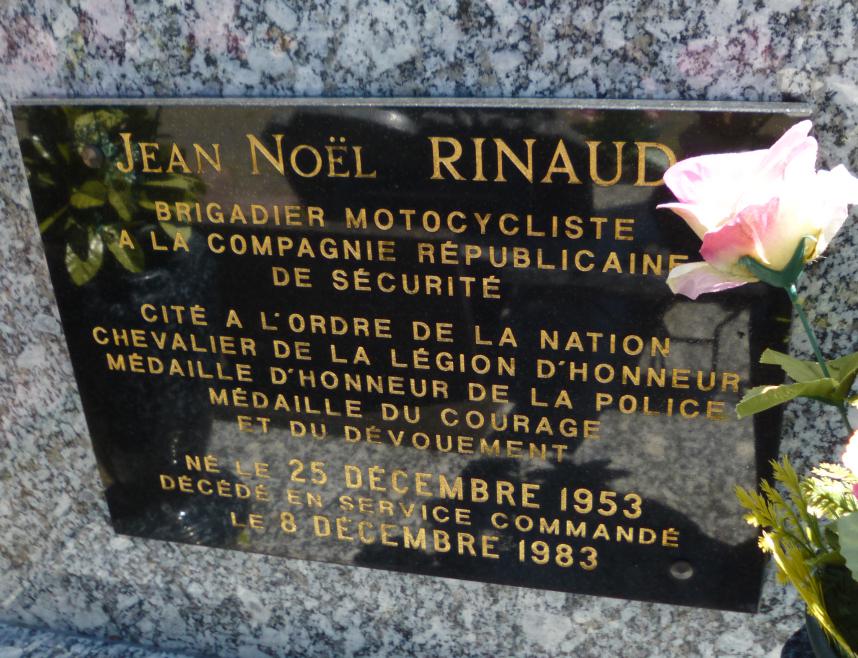 JEAN NOËL RINAUD
BRIGADIER MOTOCYCLISTE
A LA COMPAGNIE RÉPUBLICAINE
DE SÉCURITÉ
CITÉ A L'ORDRE DE LA NATION
CHEVALIER DE LA LÉGION D'HONNEUR
MÉDAILLE D'HONNEUR DE LA POLICE
MÉDAILLE DU COURAGE
ET DU DÉVOUEMENT
NÉ LE 25 DÉCEMBRE 1953
DÉCÉDÉ EN SERVICE COMMANDÉ
LE 8 DÉCEMBRE 1983